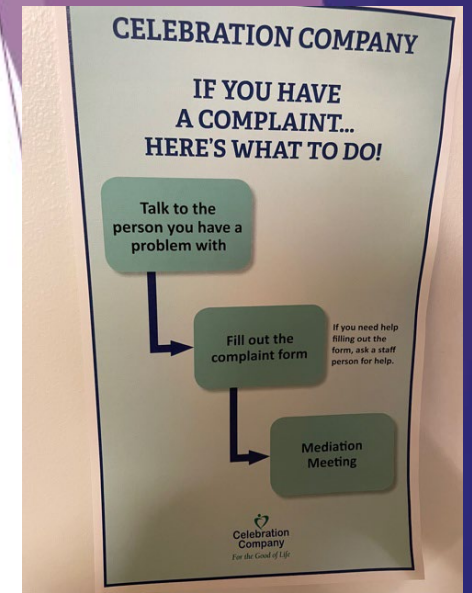 CELEBRATION COMPANY
IF YOU HAVE
A COMPLAINT...
HERE'S WHAT TO DO!
Talk to the
person you have a
problem with
Fill out the
complaint form
If you need help
filling out the
form, ask a staff
person for help.
Mediation
Meeting
Celebration
Company
For the Good of Life